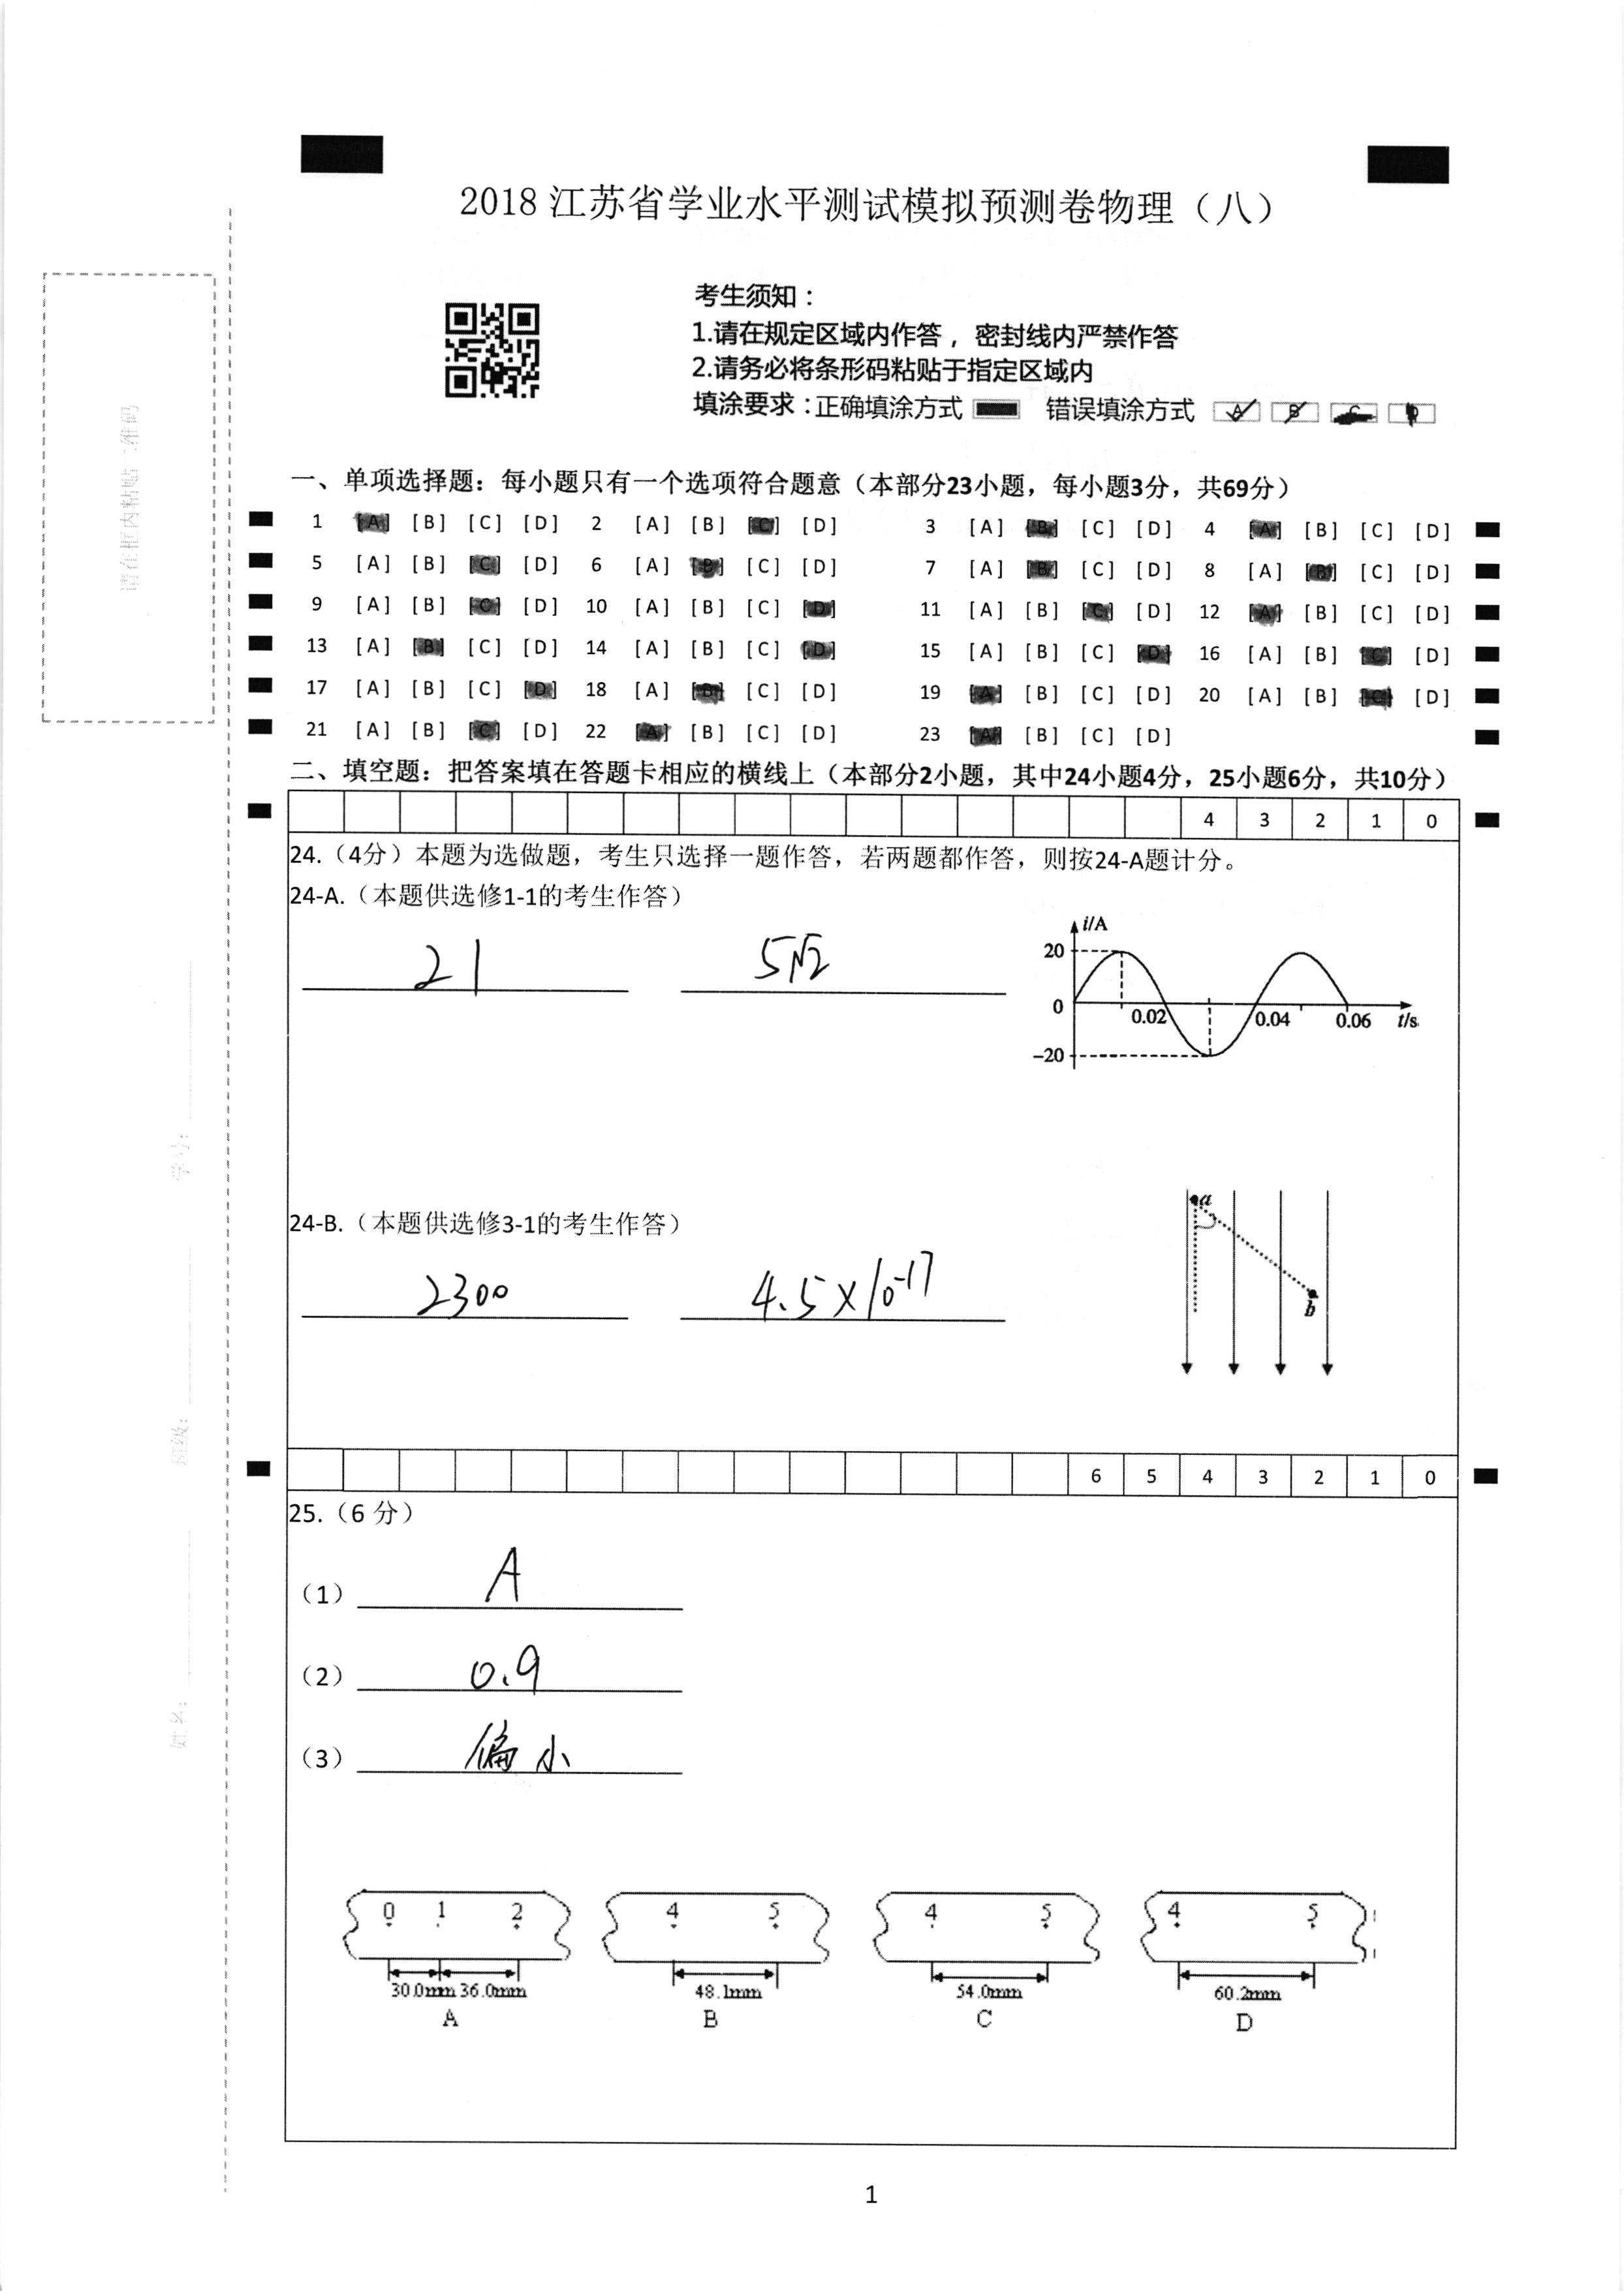 2018江苏省学业水平测试模拟预测卷物理（八）
考生须知：
1.请在规定区域内作答，密封线内严禁作答
2.请务必将条形码粘贴于指定区域内
填涂要求：正确填涂方式 错误填涂方式 A B C D
请在框内粘贴二维码
学号：
班级：
姓名：
一、单项选择题：每小题只有一个选项符合题意（本部分23小题，每小题3分，共69分）
1 [A] [B] [C] [D] 2 [A] [B] [C] [D] 3 [A] [B] [C] [D] 4 [A] [B] [C] [D]
5 [A] [B] [C] [D] 6 [A] [B] [C] [D] 7 [A] [B] [C] [D] 8 [A] [B] [C] [D]
9 [A] [B] [C] [D] 10 [A] [B] [C] [D] 11 [A] [B] [C] [D] 12 [A] [B] [C] [D]
13 [A] [B] [C] [D] 14 [A] [B] [C] [D] 15 [A] [B] [C] [D] 16 [A] [B] [C] [D]
17 [A] [B] [C] [D] 18 [A] [B] [C] [D] 19 [A] [B] [C] [D] 20 [A] [B] [C] [D]
21 [A] [B] [C] [D] 22 [A] [B] [C] [D] 23 [A] [B] [C] [D]
二、填空题：把答案填在答题卡相应的横线上（本部分2小题，其中24小题4分，25小题6分，共10分）
4 3 2 1 0
24.（4分）本题为选做题，考生只选择一题作答，若两题都作答，则按24-A题计分。
24-A.（本题供选修1-1的考生作答）
21 5√2
i/A
20
0 0.02 0.04 0.06 t/s
-20
24-B.（本题供选修3-1的考生作答）
a
b
2300 4.5×10⁻¹⁷
6 5 4 3 2 1 0
25.（6 分）
（1） A
（2） 0.9
（3） 偏小
0 1 2 4 5 4 5 4 5
30.0mm 36.0mm 48.1mm 54.0mm 60.2mm
A B C D
1